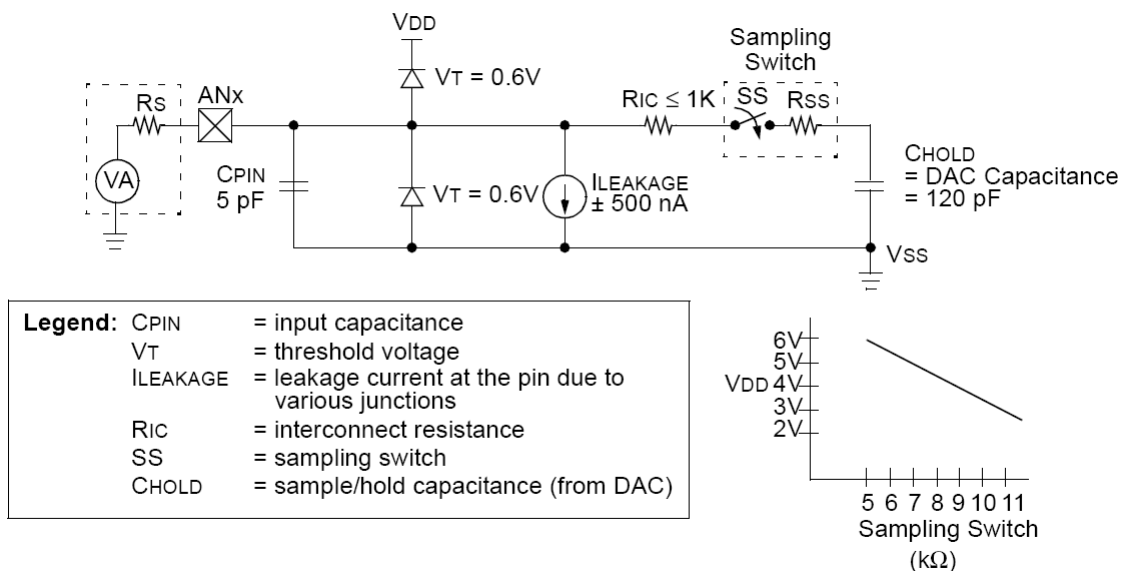 VDD
Sampling
Switch
VT = 0.6V
RS
ANx
RIC ≤ 1K
SS
RSS
VA
CPIN
5 pF
VT = 0.6V
ILEAKAGE
± 500 nA
CHOLD
= DAC Capacitance
= 120 pF
VSS
Legend: CPIN = input capacitance
VT = threshold voltage
ILEAKAGE = leakage current at the pin due to
various junctions
RIC = interconnect resistance
SS = sampling switch
CHOLD = sample/hold capacitance (from DAC)
6V
5V
VDD 4V
3V
2V
5 6 7 8 9 10 11
Sampling Switch
(kΩ)